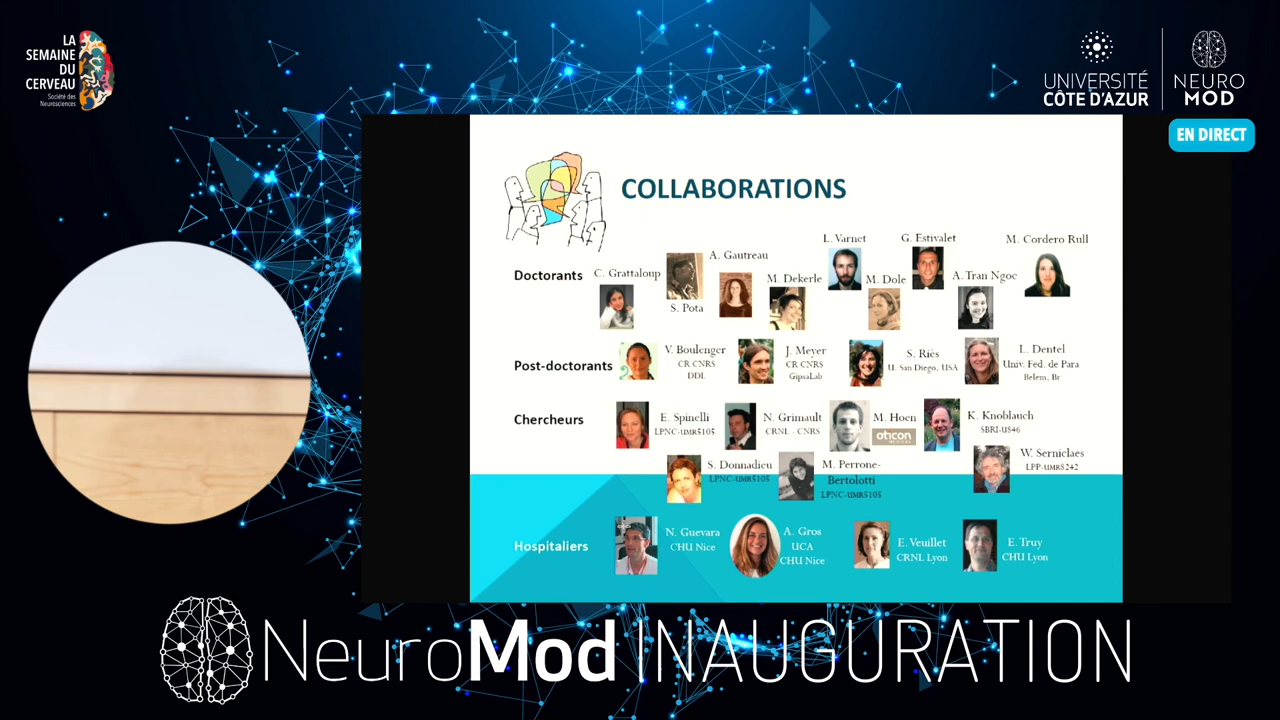 LA
SEMAINE
DU
CERVEAU
Société des
Neurosciences
UNIVERSITÉ
CÔTE D'AZUR
NEURO
MOD
EN DIRECT
COLLABORATIONS
Doctorants
C. Grattaloup
S. Pota
A. Gautreau
M. Dekerle
L. Varnet
M. Dole
G. Estivalet
A. Tran Ngoc
M. Cordero Rull
Post-doctorants
V. Boulenger
CR CNRS
DDL
J. Meyer
CR CNRS
GipsaLab
S. Riès
U. San Diego, USA
L. Dentel
Univ. Fed. de Para
Belem, Br
Chercheurs
E. Spinelli
LPNC-UMR5105
N. Grimault
CRNL - CNRS
M. Hoen
oticon
MEDICAL
K. Knoblauch
SBRI-U846
S. Donnadieu
LPNC-UMR5105
M. Perrone-
Bertolotti
LPNC-UMR5105
W. Serniclaes
LPP-UMR8242
Hospitaliers
N. Guevara
CHU Nice
A. Gros
UCA
CHU Nice
E. Veuillet
CRNL Lyon
E. Truy
CHU Lyon
NeuroMod INAUGURATION